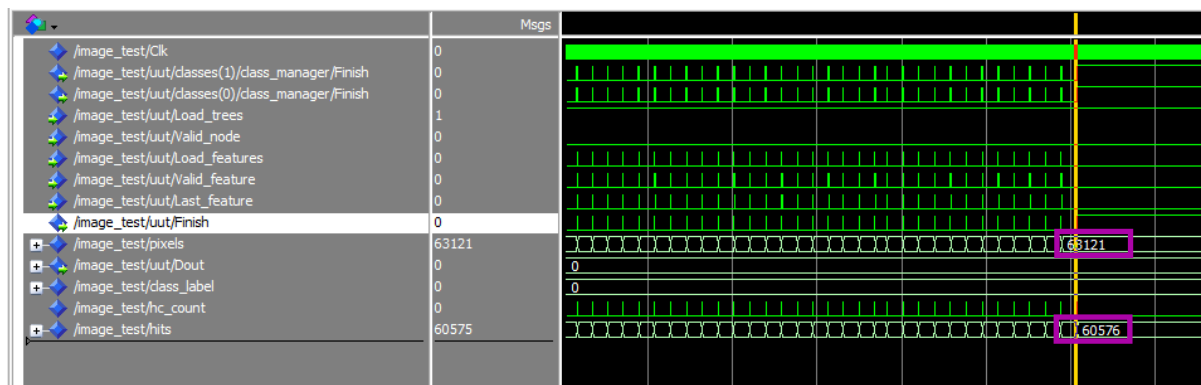 Msgs
/image_test/Clk 0
/image_test/uut/classes(1)/class_manager/Finish 0
/image_test/uut/classes(0)/class_manager/Finish 0
/image_test/uut/Load_trees 1
/image_test/uut/Valid_node 0
/image_test/uut/Load_features 0
/image_test/uut/Valid_feature 0
/image_test/uut/Last_feature 0
/image_test/uut/Finish 0
/image_test/pixels 63121 63121
/image_test/uut/Dout 0 0
/image_test/class_label 0 0
/image_test/hc_count 0
/image_test/hits 60575 60576